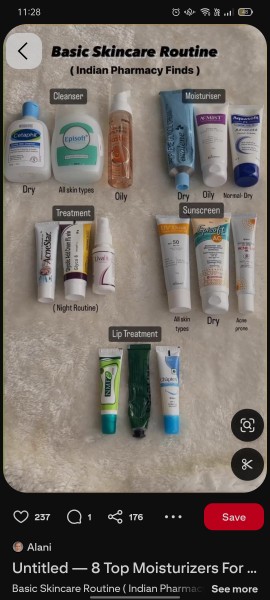 11:28
Basic Skincare Routine
( Indian Pharmacy Finds )
Cleanser
Moisturiser
Cetaphil
Episoft
Dry
All skin types
Oily
Dry
Oily
Normal-Dry
Treatment
Sunscreen
AcneStar
50
( Night Routine)
All skin types
Dry
Acne prone
Lip Treatment
237
1
176
Save
Alani
Untitled — 8 Top Moisturizers For ...
Basic Skincare Routine ( Indian Pharmac
See more